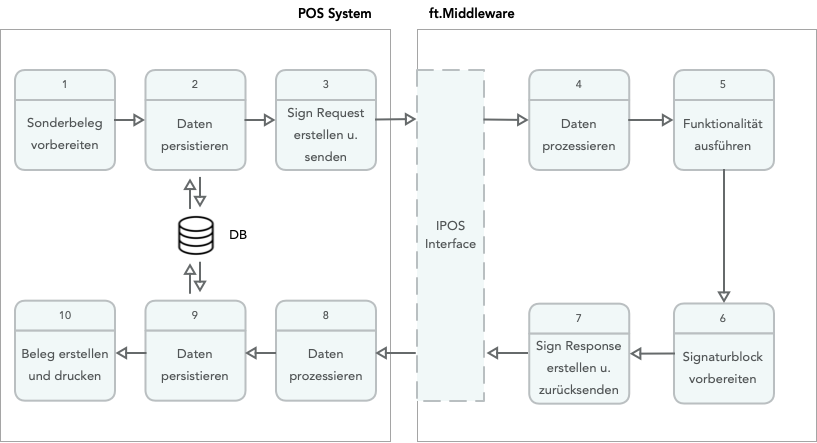 POS System
ft.Middleware
1
Sonderbeleg
vorbereiten
2
Daten
persistieren
3
Sign Request
erstellen u.
senden
4
Daten
prozessieren
5
Funktionalität
ausführen
IPOS
Interface
DB
10
Beleg erstellen
und drucken
9
Daten
persistieren
8
Daten
prozessieren
7
Sign Response
erstellen u.
zurücksenden
6
Signaturblock
vorbereiten